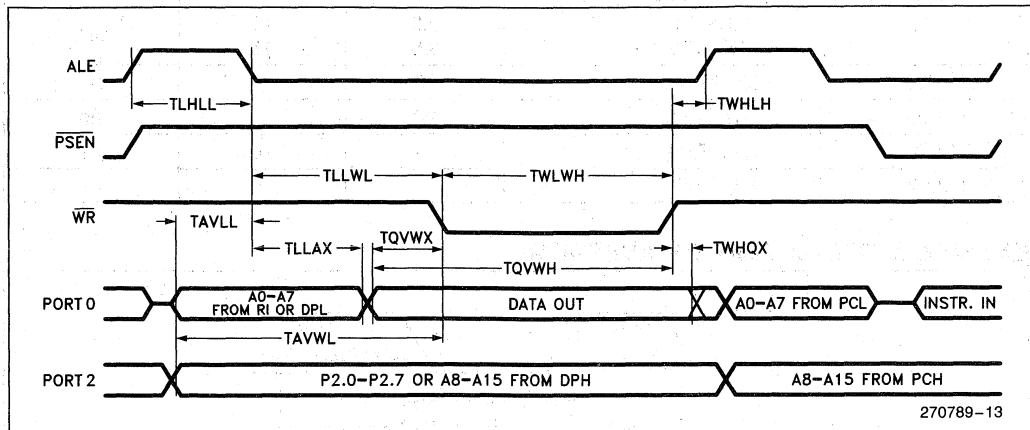 ALE
TLHLL
TWHLH
PSEN
TLLWL
TWLWH
WR
TAVLL
TLLAX
TQVWX
TWHQX
TQVWH
PORT 0
A0-A7
FROM RI OR DPL
DATA OUT
A0-A7 FROM PCL
INSTR. IN
TAVWL
PORT 2
P2.0-P2.7 OR A8-A15 FROM DPH
A8-A15 FROM PCH
270789-13